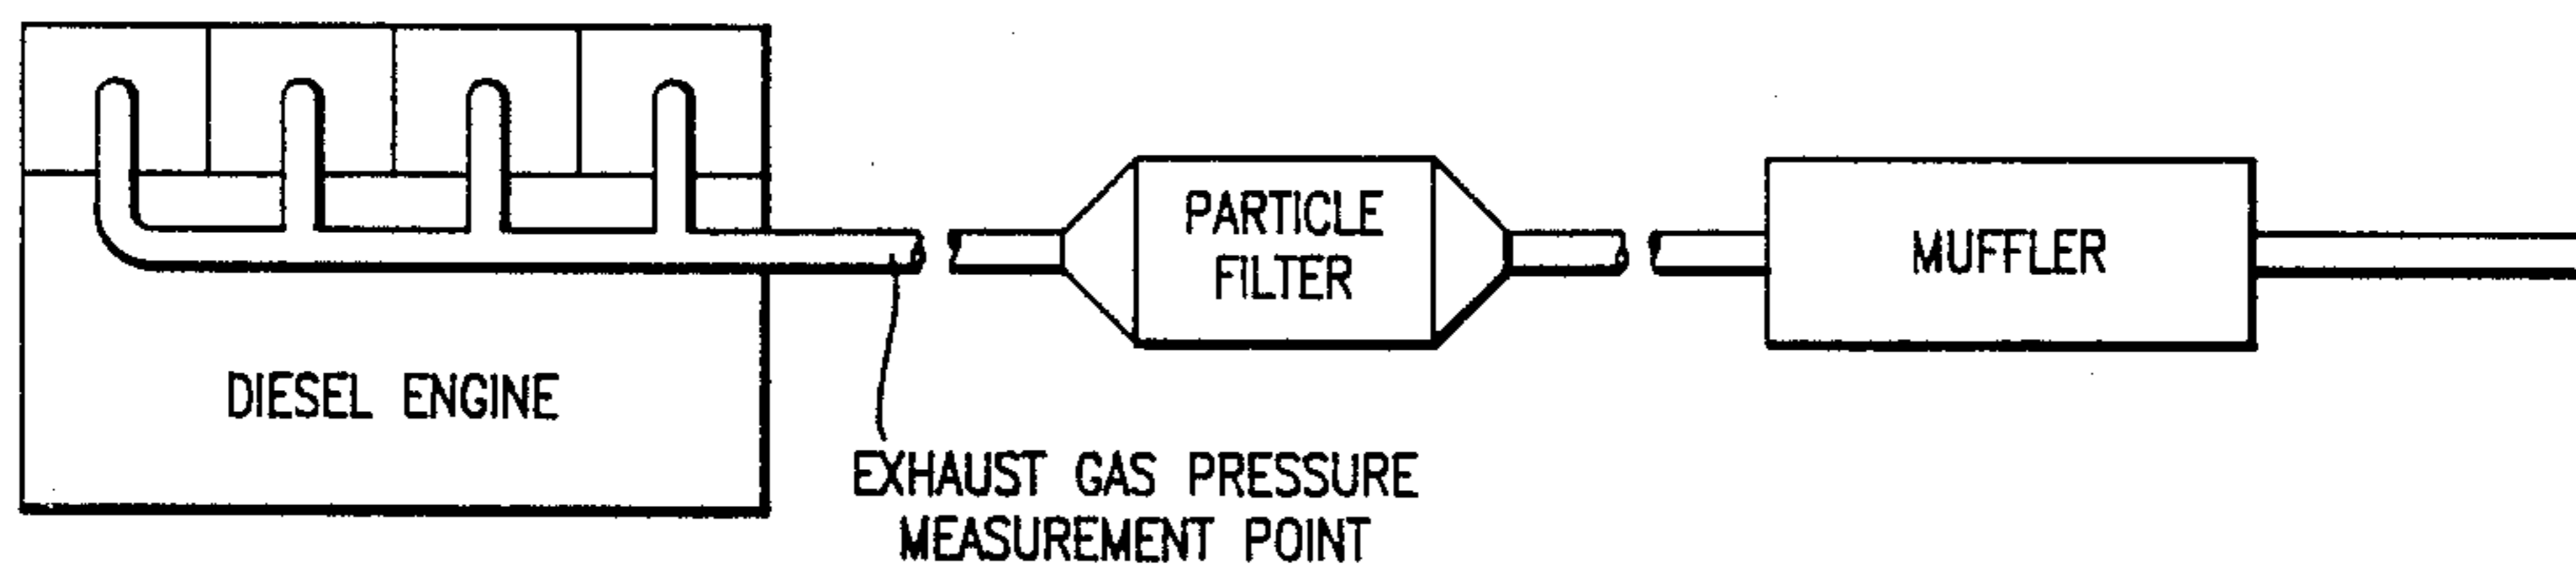 PARTICLE
FILTER
MUFFLER
DIESEL ENGINE
EXHAUST GAS PRESSURE
MEASUREMENT POINT